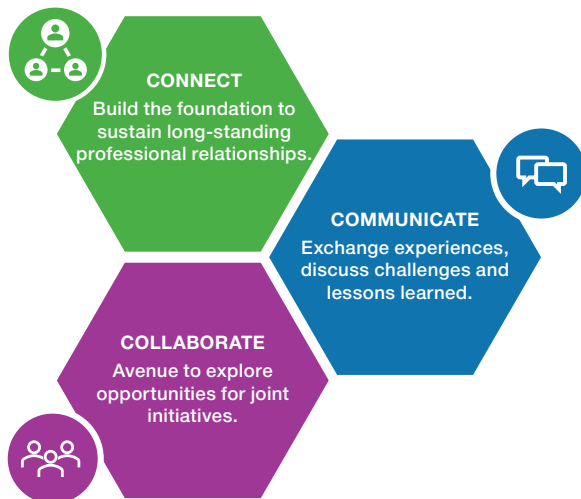 CONNECT
Build the foundation to
sustain long-standing
professional relationships.
COMMUNICATE
Exchange experiences,
discuss challenges and
lessons learned.
COLLABORATE
Avenue to explore
opportunities for joint
initiatives.